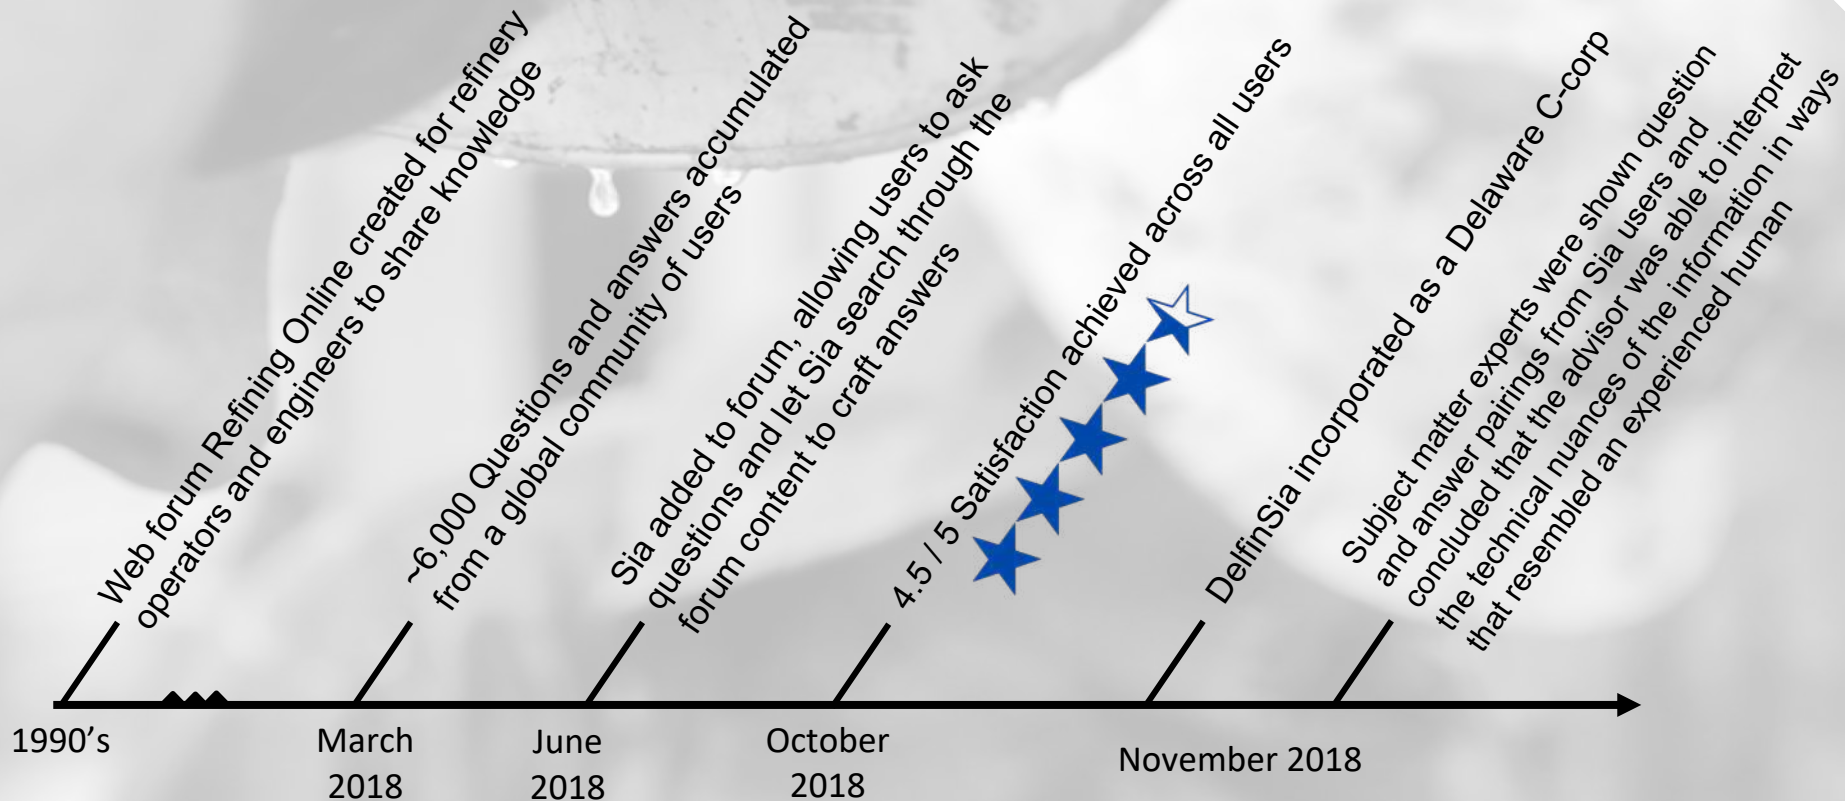 Web forum Refining Online created for refinery
operators and engineers to share knowledge
~6,000 Questions and answers accumulated
from a global community of users
Sia added to forum, allowing users to ask
questions and let Sia search through the
forum content to craft answers
4.5 / 5 Satisfaction achieved across all users
DelfinSia incorporated as a Delaware C-corp
Subject matter experts were shown question
and answer pairings from Sia users and
concluded that the advisor was able to interpret
the technical nuances of the information in ways
that resembled an experienced human
1990's
March
2018
June
2018
October
2018
November 2018